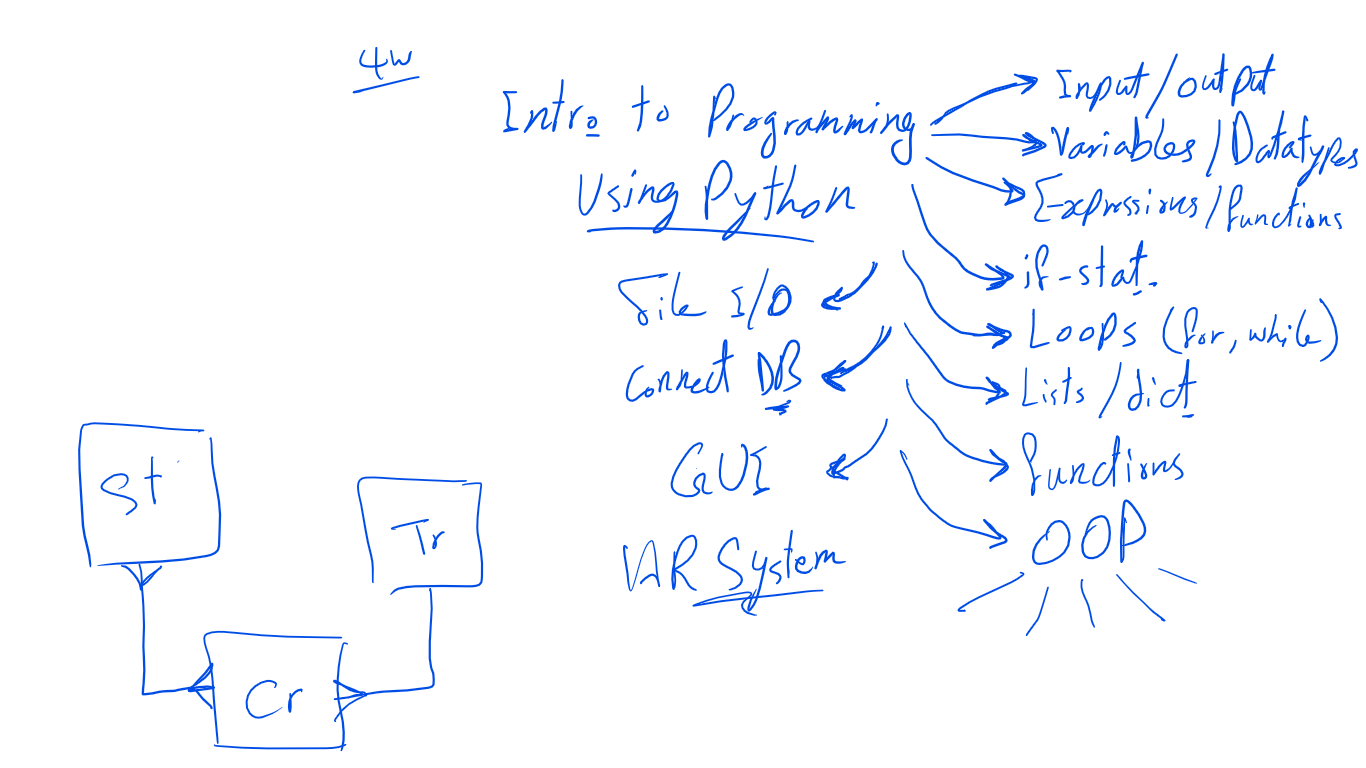 4w
Intro to Programming
Using Python
Input/output
Variables/Datatypes
Expressions/functions
if-stat.
Loops (for, while)
Lists/dict
functions
OOP
File I/O
Connect DB
GUI
System
St
Tr
Cr